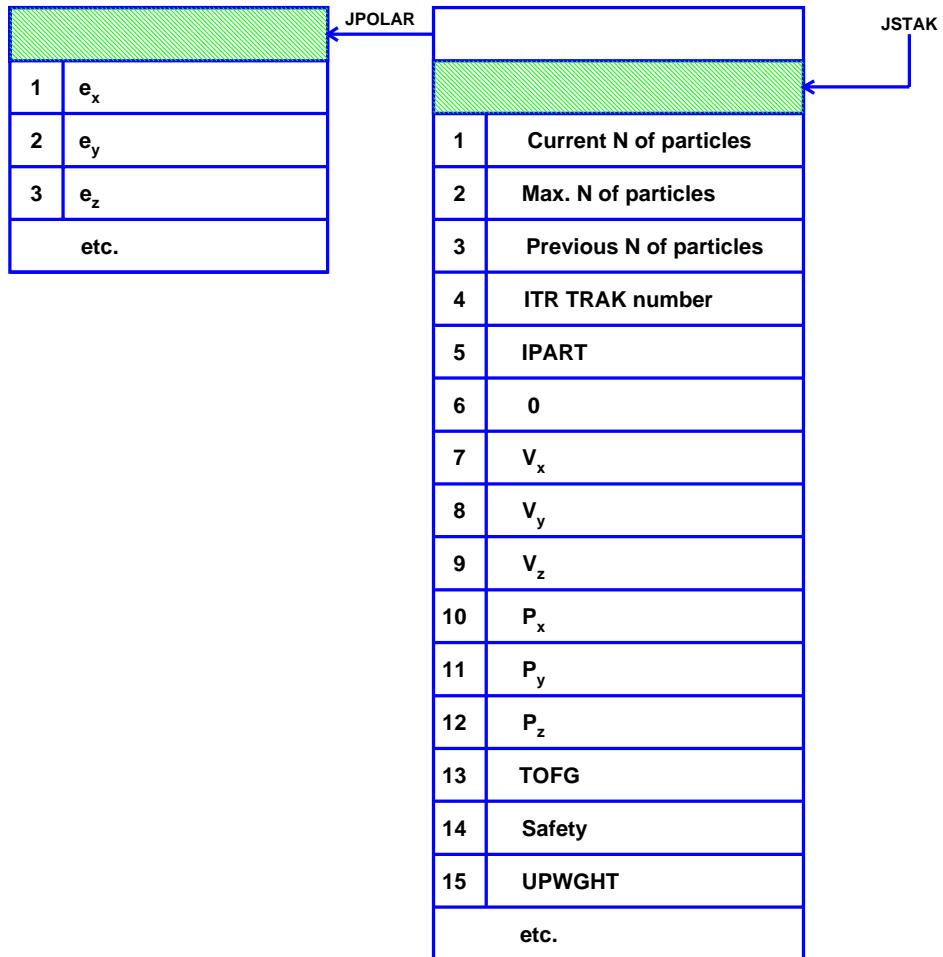 JPOLAR
JSTAK
1 e_x
2 e_y
3 e_z
etc.
1 Current N of particles
2 Max. N of particles
3 Previous N of particles
4 ITR TRAK number
5 IPART
6 0
7 V_x
8 V_y
9 V_z
10 P_x
11 P_y
12 P_z
13 TOFG
14 Safety
15 UPWGHT
etc.